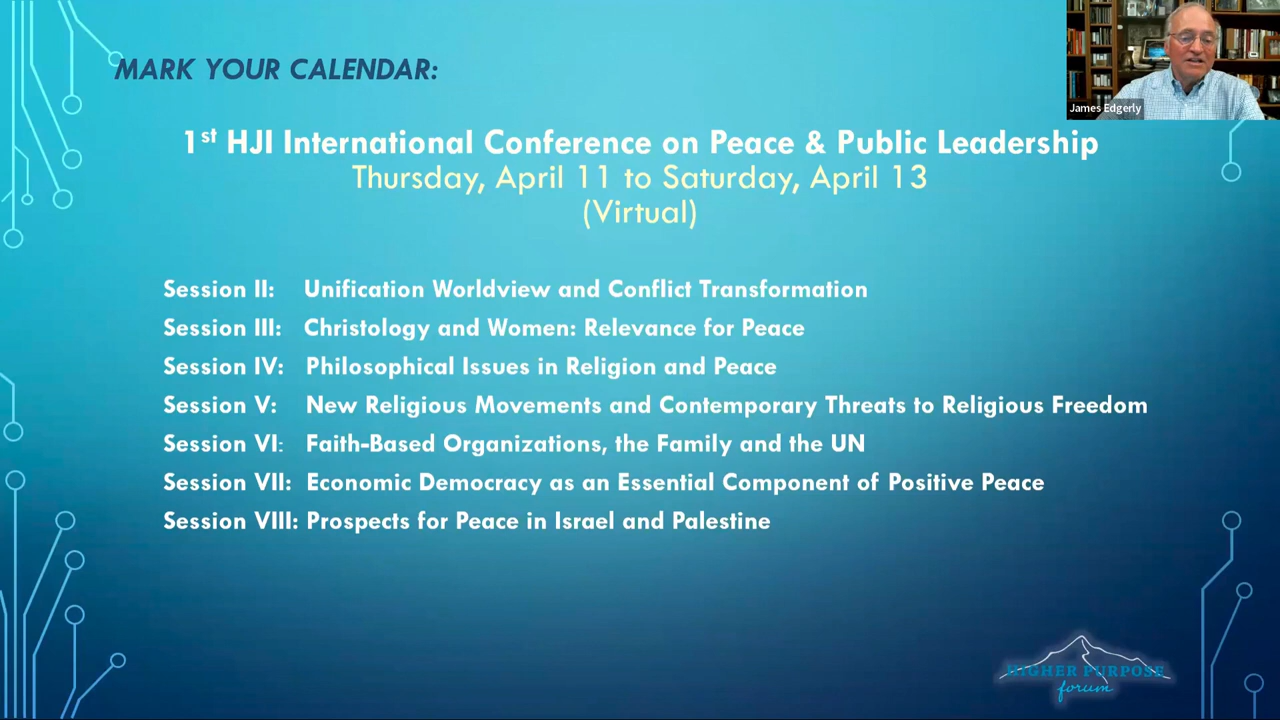 MARK YOUR CALENDAR:
James Edgerly
1st HJI International Conference on Peace & Public Leadership
Thursday, April 11 to Saturday, April 13
(Virtual)
Session II: Unification Worldview and Conflict Transformation
Session III: Christology and Women: Relevance for Peace
Session IV: Philosophical Issues in Religion and Peace
Session V: New Religious Movements and Contemporary Threats to Religious Freedom
Session VI: Faith-Based Organizations, the Family and the UN
Session VII: Economic Democracy as an Essential Component of Positive Peace
Session VIII: Prospects for Peace in Israel and Palestine
HIGHER PURPOSE
forum